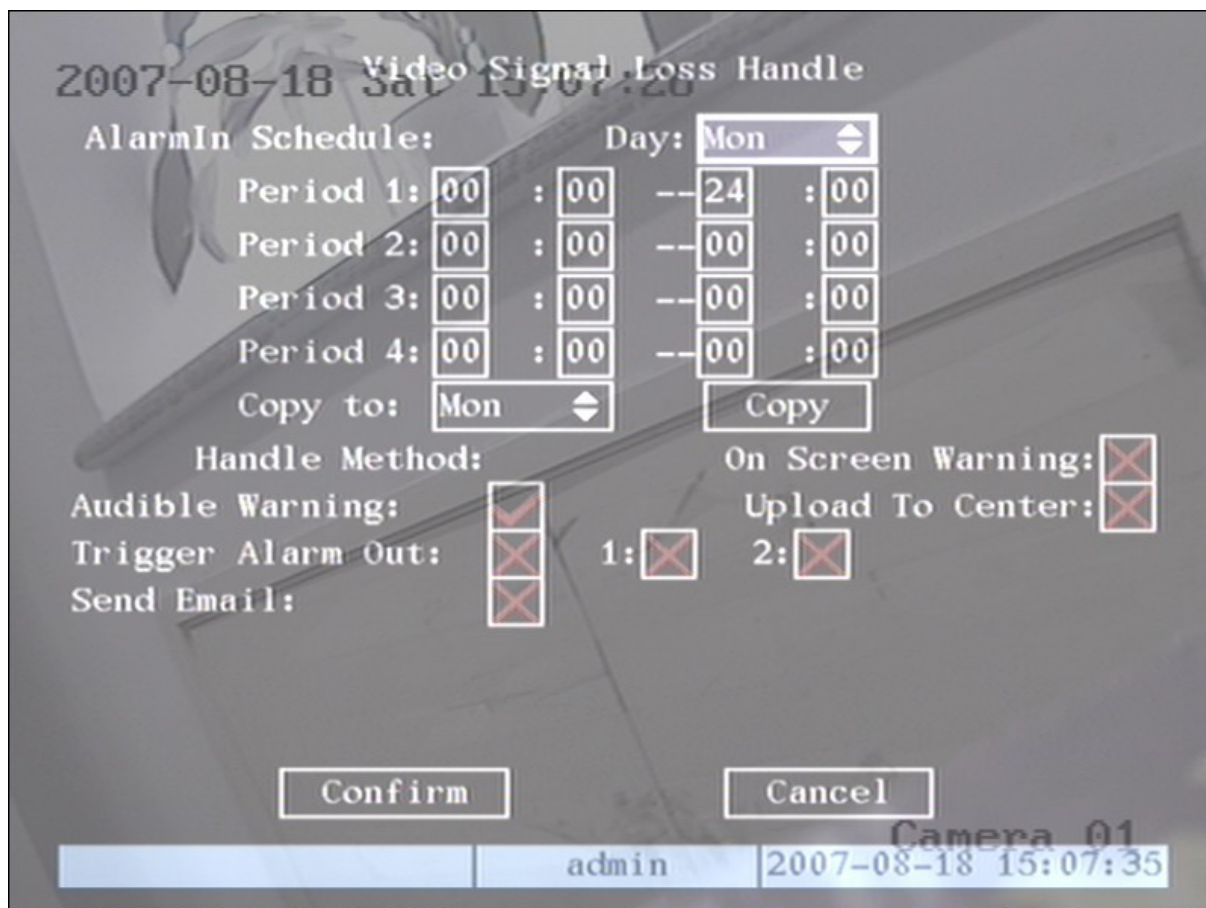 Video Signal Loss Handle
2007-08-18 Sat 15:07:28
AlarmIn Schedule: Day: Mon
Period 1: 00 : 00 --24 : 00
Period 2: 00 : 00 --00 : 00
Period 3: 00 : 00 --00 : 00
Period 4: 00 : 00 --00 : 00
Copy to: Mon Copy
Handle Method: On Screen Warning:
Audible Warning: Upload To Center:
Trigger Alarm Out: 1: 2:
Send Email:
Confirm Cancel
Camera 01
admin 2007-08-18 15:07:35